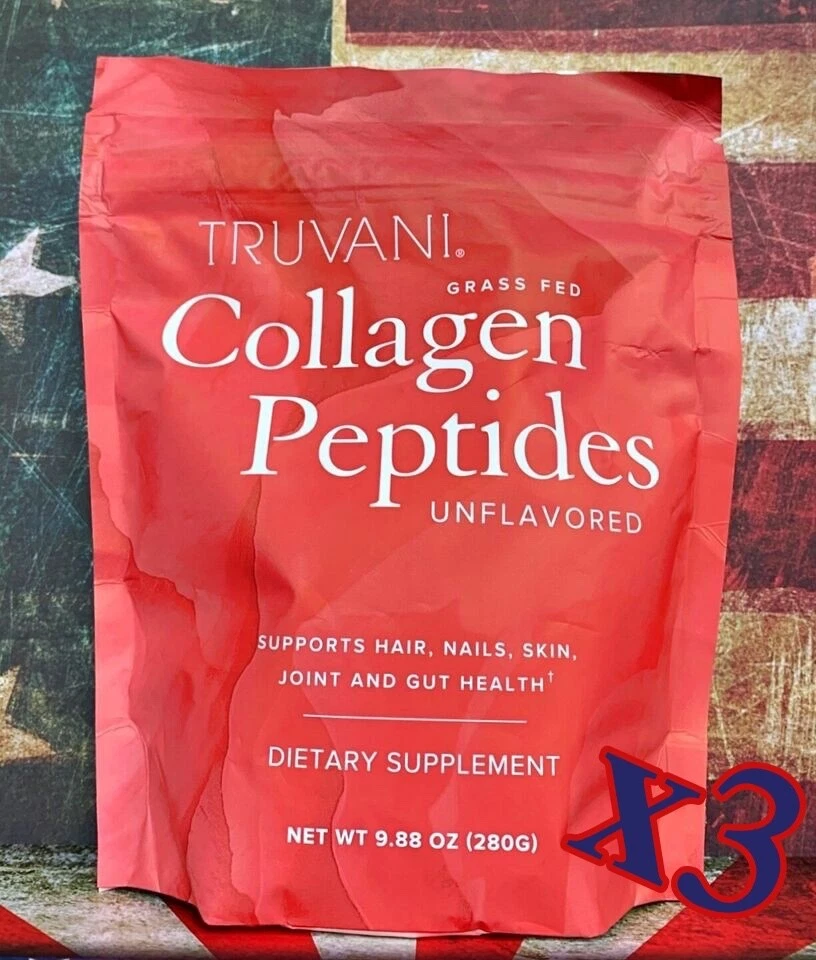 TRUVANI®
GRASS FED
Collagen
Peptides
UNFLAVORED
SUPPORTS HAIR, NAILS, SKIN,
JOINT AND GUT HEALTH†
DIETARY SUPPLEMENT
NET WT 9.88 OZ (280G)
X3